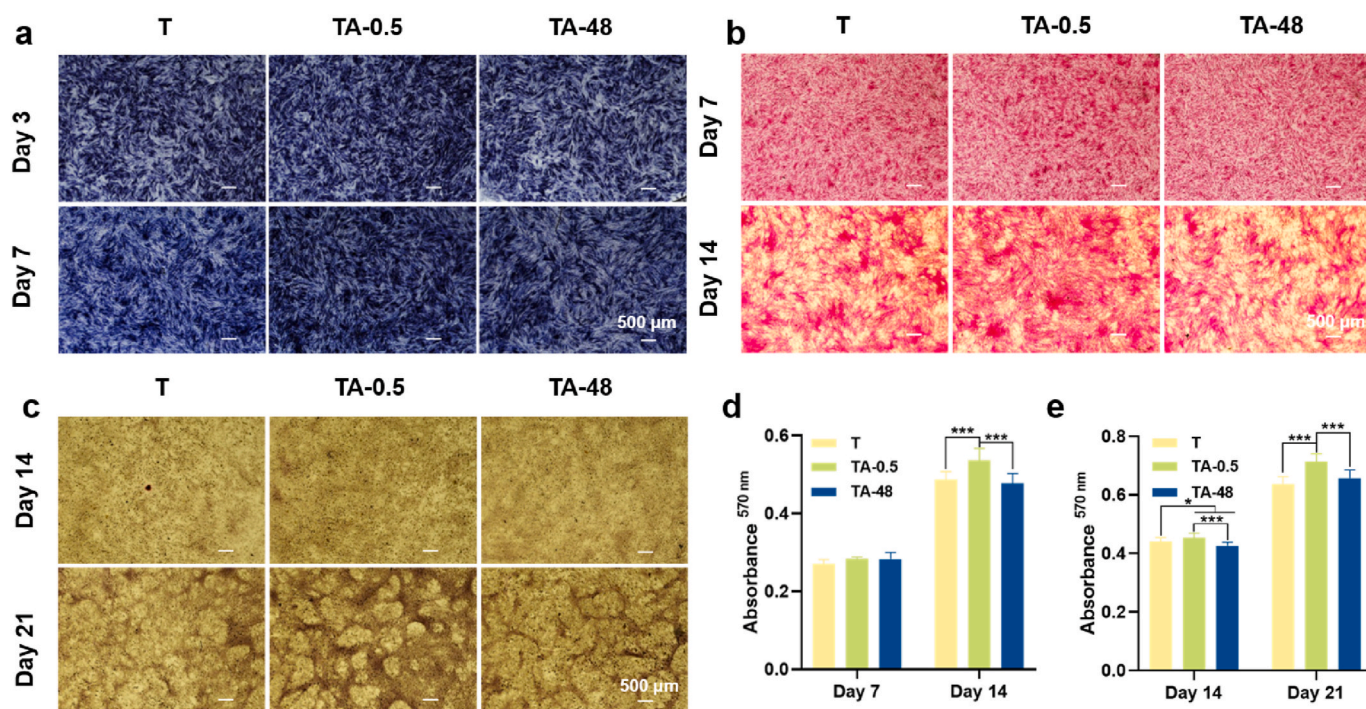 a
T TA-0.5 TA-48
Day 3
Day 7
500 μm
b
T TA-0.5 TA-48
Day 7
Day 14
500 μm
c
T TA-0.5 TA-48
Day 14
Day 21
500 μm
d
Absorbance 570 nm
0.6
0.4
0.2
0.0
T
TA-0.5
TA-48
*** ***
Day 7 Day 14
e
Absorbance 570 nm
0.8
0.6
0.4
0.2
0.0
T
TA-0.5
TA-48
*
***
*** ***
Day 14 Day 21